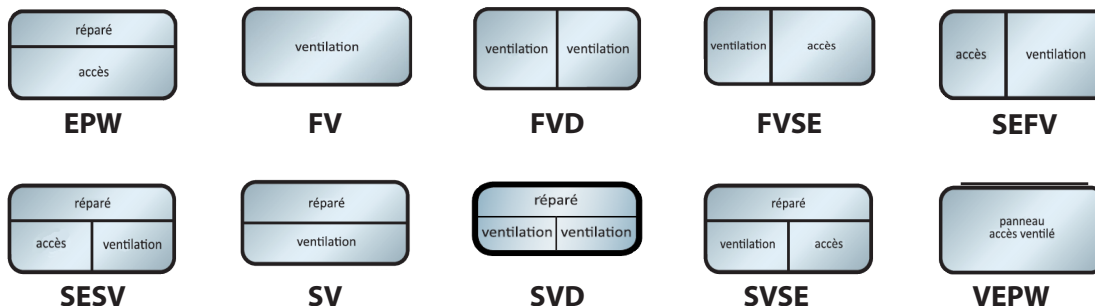 réparé
accès
EPW
ventilation
FV
ventilation ventilation
FVD
ventilation accès
FVSE
accès ventilation
SEFV
réparé
accès ventilation
SESV
réparé
ventilation
SV
réparé
ventilation ventilation
SVD
réparé
ventilation accès
SVSE
panneau
accès ventilé
VEPW